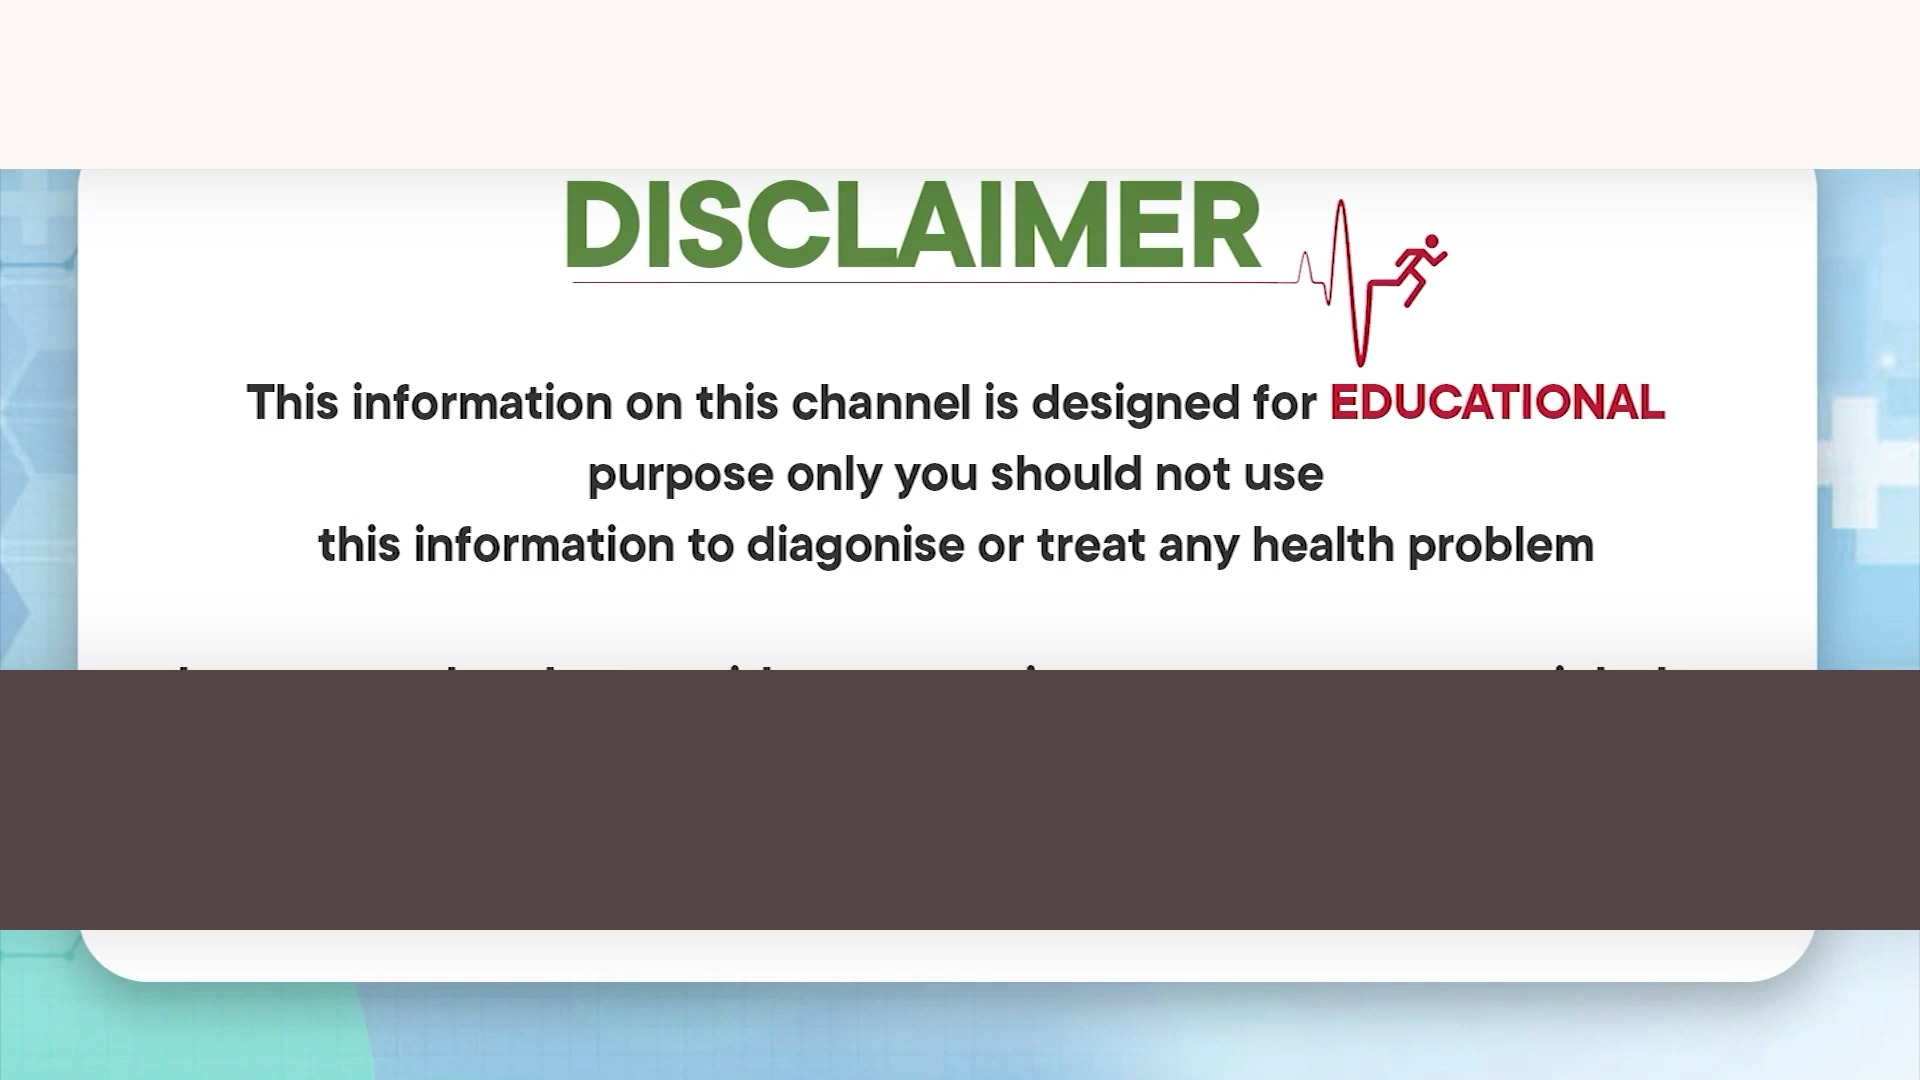 DISCLAIMER
This information on this channel is designed for EDUCATIONAL
purpose only you should not use
this information to diagonise or treat any health problem